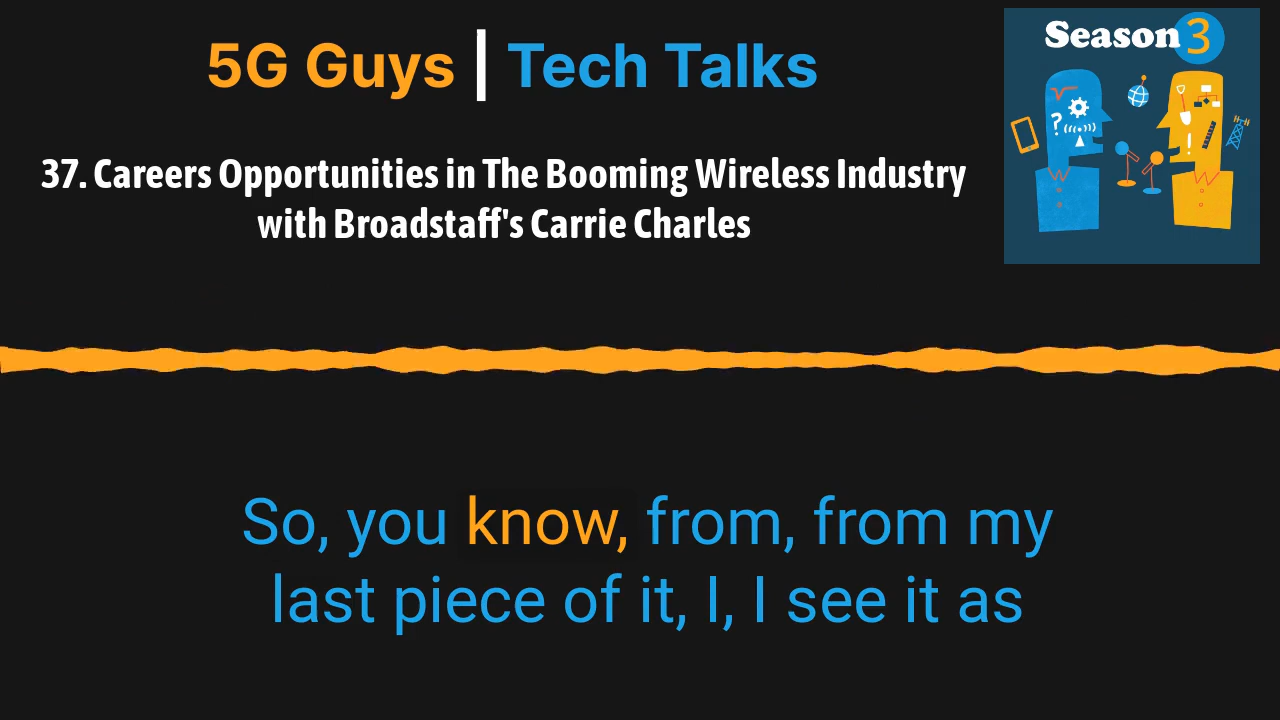 5G Guys | Tech Talks
Season 3
37. Careers Opportunities in The Booming Wireless Industry
with Broadstaff's Carrie Charles
?
So, you know, from, from my
last piece of it, I, I see it as